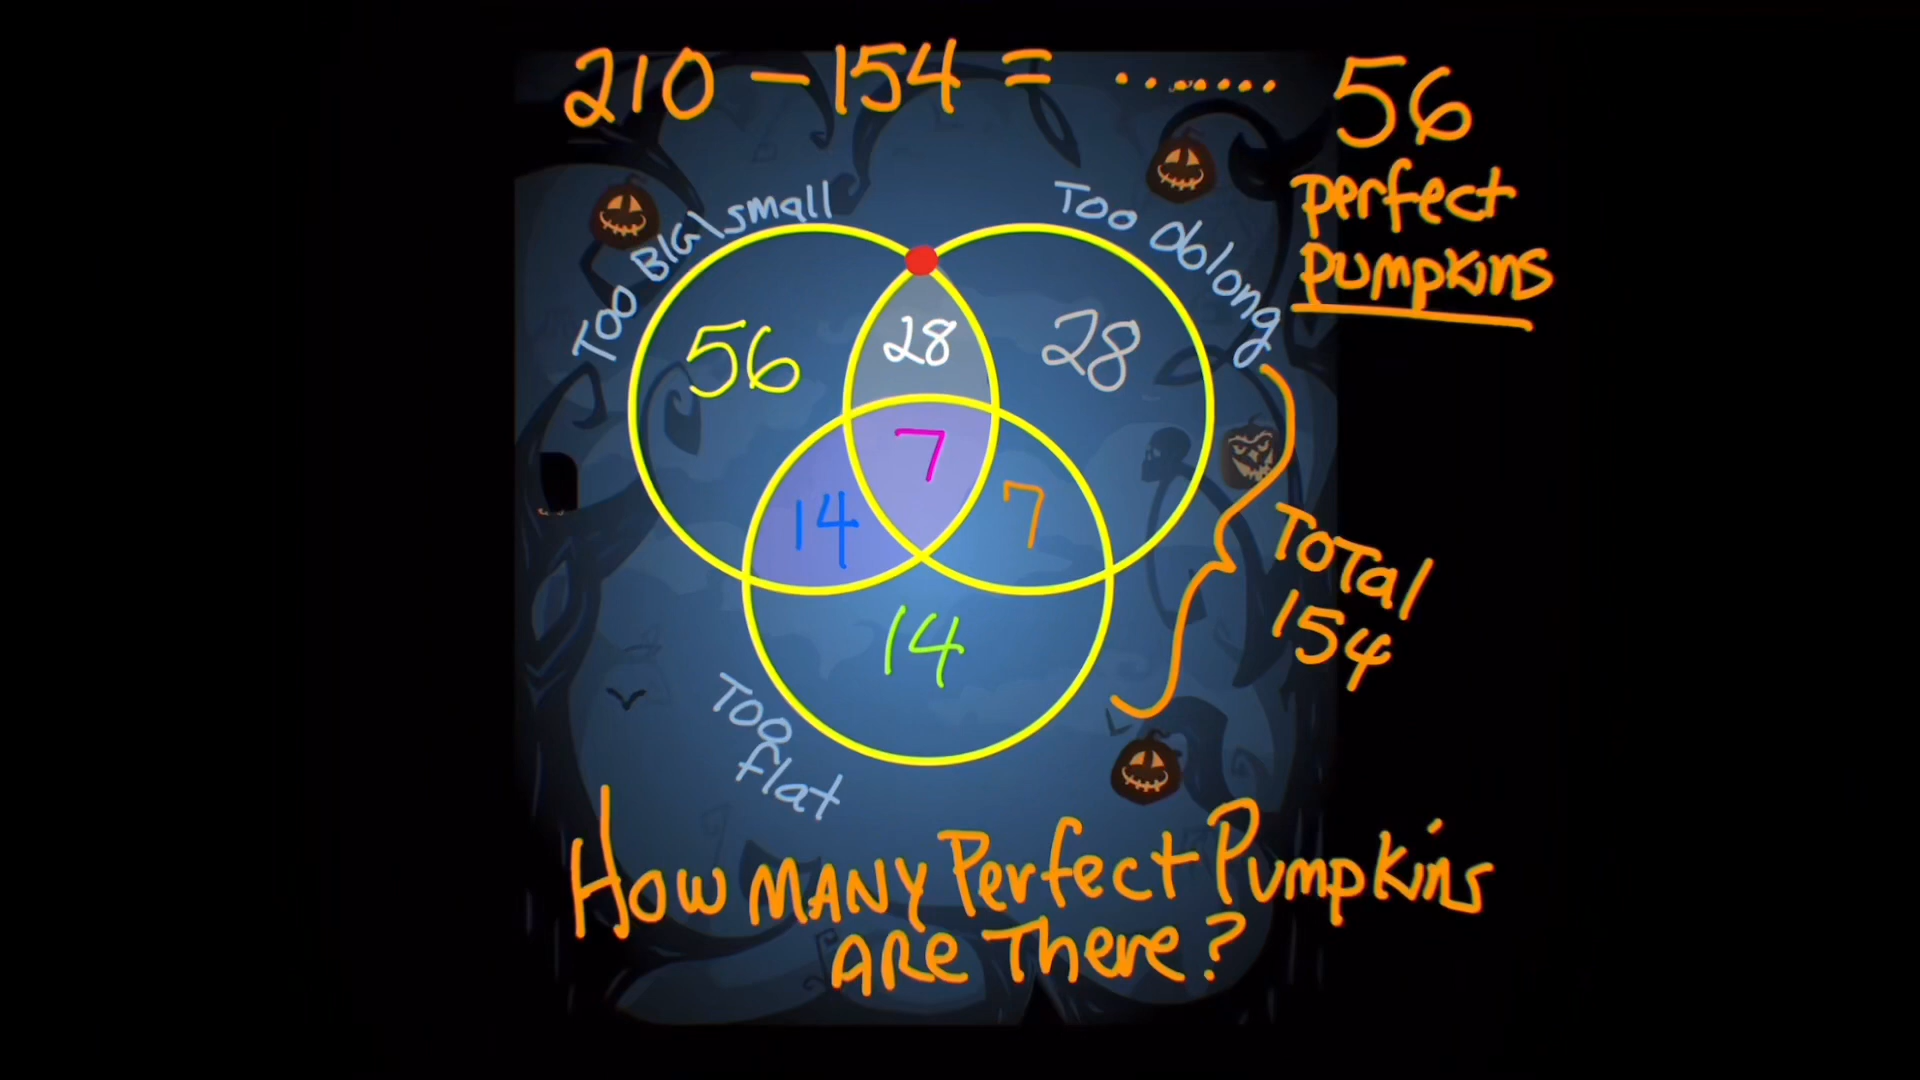 210 - 154 = ....... 56
perfect
pumpkins
Too BIG\small
Too oblong
56
28
28
7
14
7
14
Total
154
Too
flat
How MANY Perfect Pumpkins
ARe There?